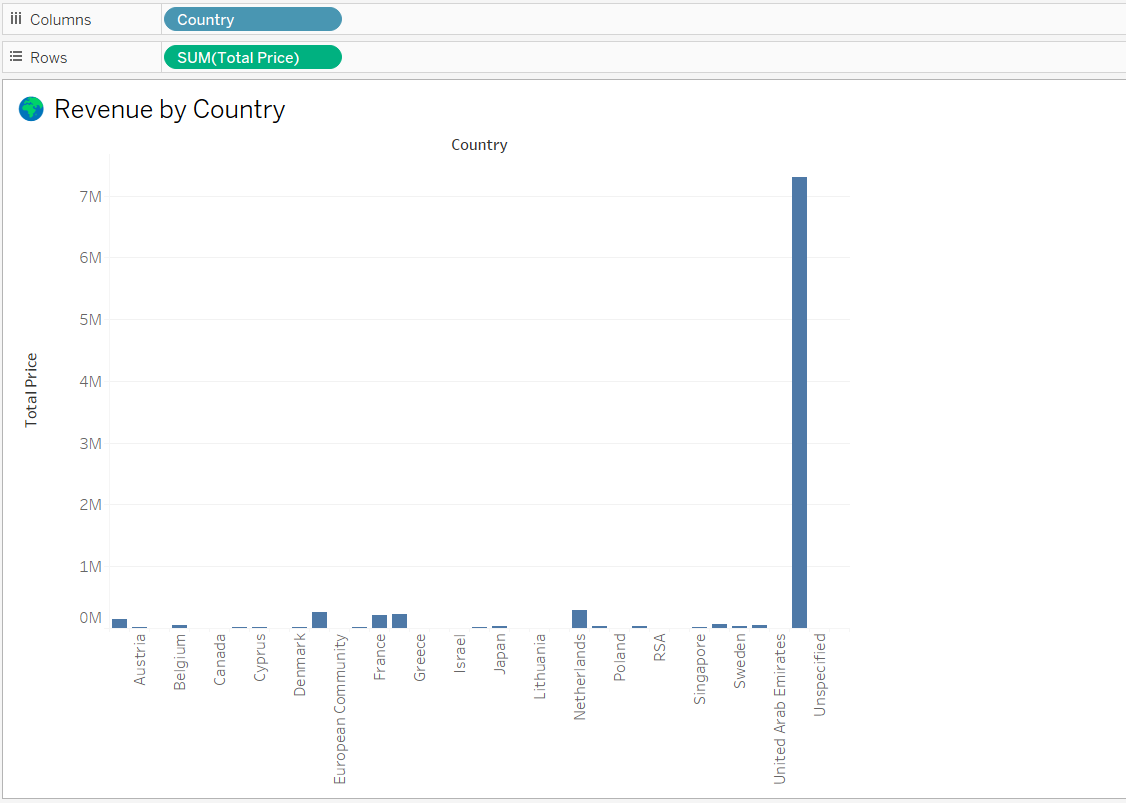 Columns
Country
Rows
SUM(Total Price)
Revenue by Country
Country
Total Price
7M
6M
5M
4M
3M
2M
1M
0M
Austria
Belgium
Canada
Cyprus
Denmark
European Community
France
Greece
Israel
Japan
Lithuania
Netherlands
Poland
RSA
Singapore
Sweden
United Arab Emirates
Unspecified